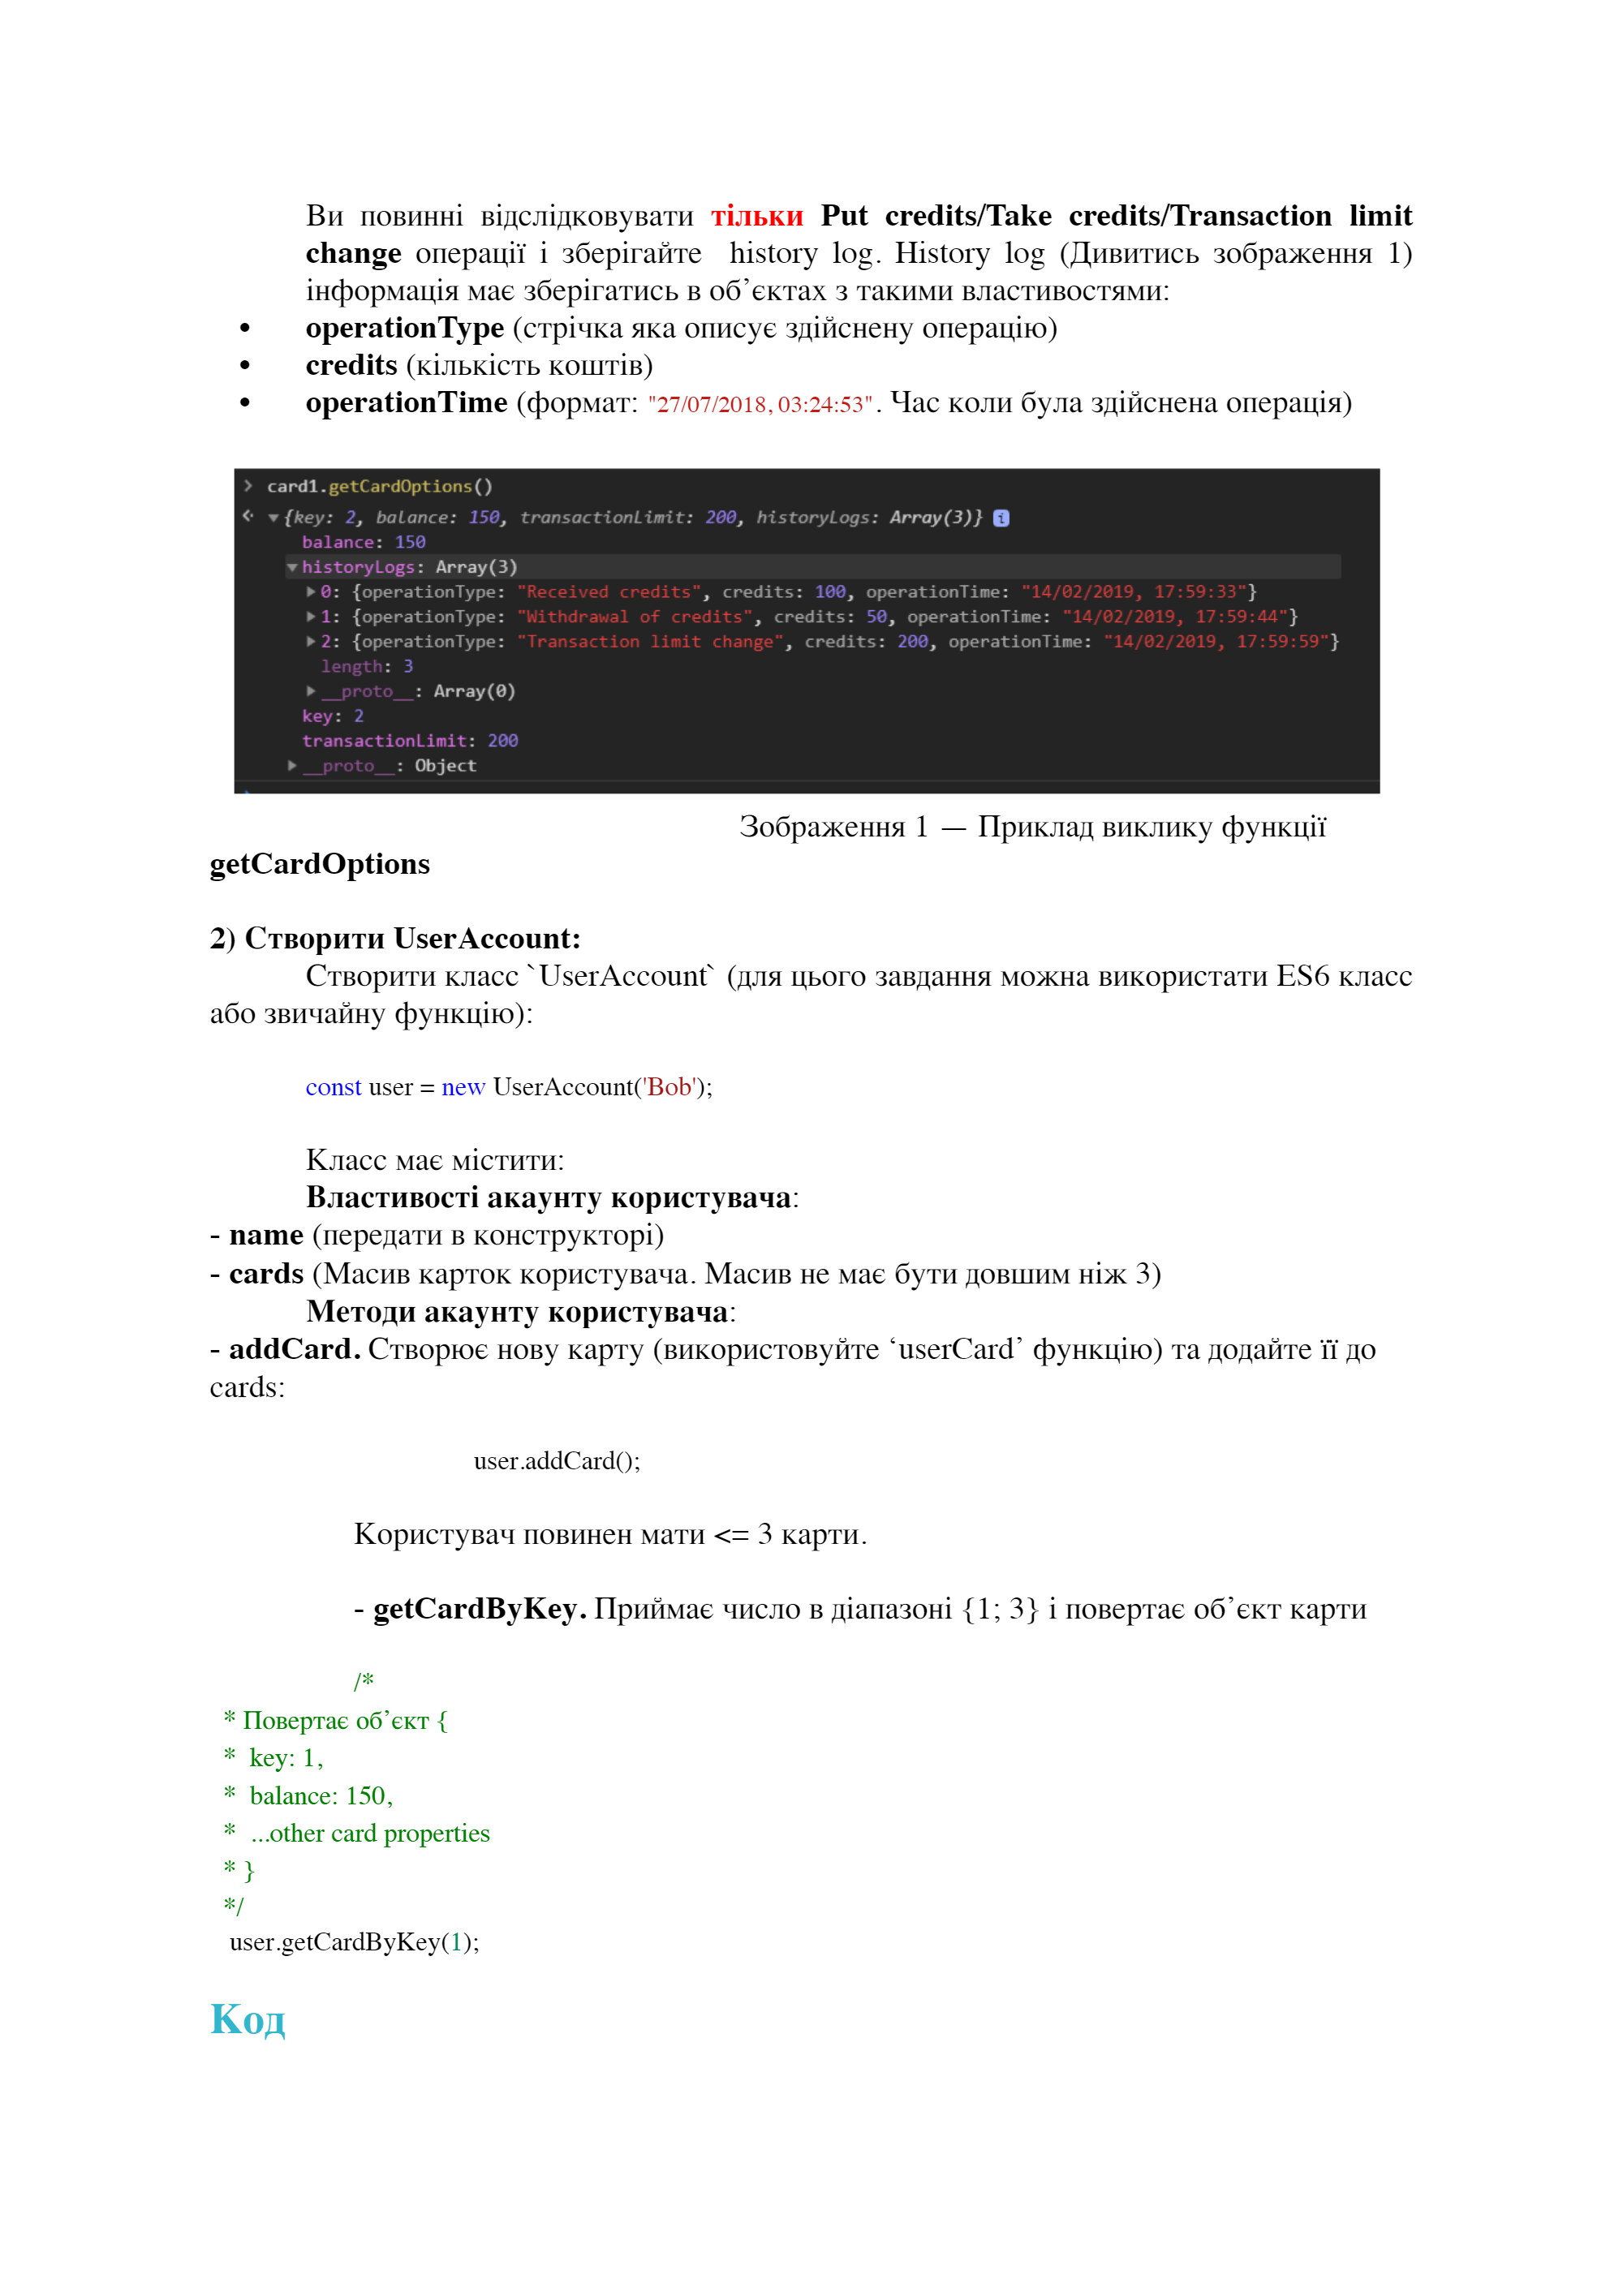 Ви повинні відслідковувати тільки Put credits/Take credits/Transaction limit
change операції і зберігайте  history log. History log (Дивитись зображення 1)
інформація має зберігатись в об’єктах з такими властивостями:
• operationType (стрічка яка описує здійснену операцію)
• credits (кількість коштів)
• operationTime (формат: "27/07/2018, 03:24:53". Час коли була здійснена операція)
> card1.getCardOptions()
{key: 2, balance: 150, transactionLimit: 200, historyLogs: Array(3)} i
balance: 150
historyLogs: Array(3)
0: {operationType: "Received credits", credits: 100, operationTime: "14/02/2019, 17:59:33"}
1: {operationType: "Withdrawal of credits", credits: 50, operationTime: "14/02/2019, 17:59:44"}
2: {operationType: "Transaction limit change", credits: 200, operationTime: "14/02/2019, 17:59:59"}
length: 3
__proto__: Array(0)
key: 2
transactionLimit: 200
__proto__: Object
Зображення 1 — Приклад виклику функції
getCardOptions
2) Створити UserAccount:
Створити класс `UserAccount` (для цього завдання можна використати ES6 класс
або звичайну функцію):
const user = new UserAccount('Bob');
Класс має містити:
Властивості акаунту користувача:
- name (передати в конструкторі)
- cards (Масив карток користувача. Масив не має бути довшим ніж 3)
Методи акаунту користувача:
- addCard. Створює нову карту (використовуйте ‘userCard’ функцію) та додайте її до
cards:
user.addCard();
Користувач повинен мати <= 3 карти.
- getCardByKey. Приймає число в діапазоні {1; 3} і повертає об’єкт карти
/*
* Повертає об’єкт {
*  key: 1,
*  balance: 150,
*  ...other card properties
* }
*/
user.getCardByKey(1);
Код